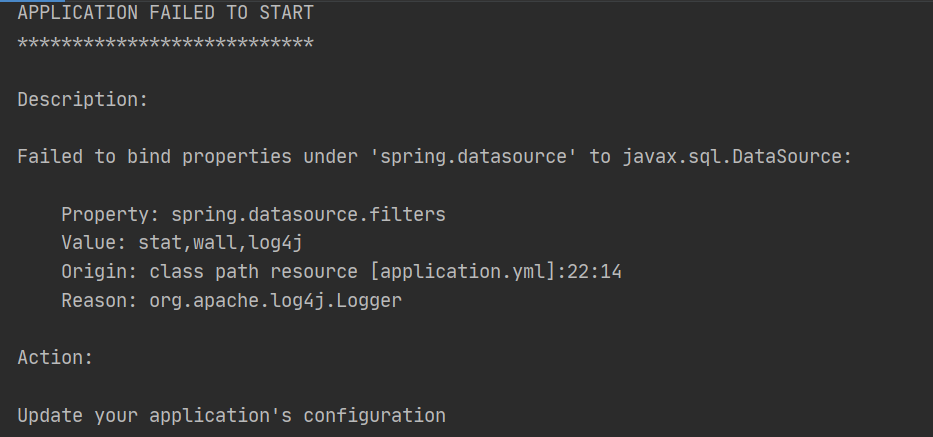 APPLICATION FAILED TO START
***************************
Description:
Failed to bind properties under 'spring.datasource' to javax.sql.DataSource:
Property: spring.datasource.filters
Value: stat,wall,log4j
Origin: class path resource [application.yml]:22:14
Reason: org.apache.log4j.Logger
Action:
Update your application's configuration